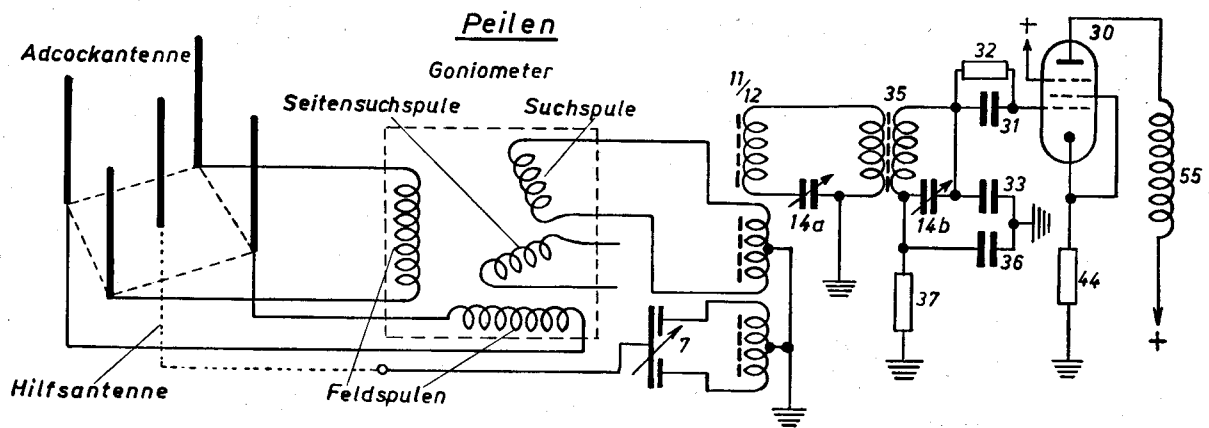 Peilen
Adcockantenne
Goniometer
Seitensuchspule
Suchspule
11/12
35
32
30
+
31
14a
14b
33
36
55
37
44
7
+
Hilfsantenne
Feldspulen